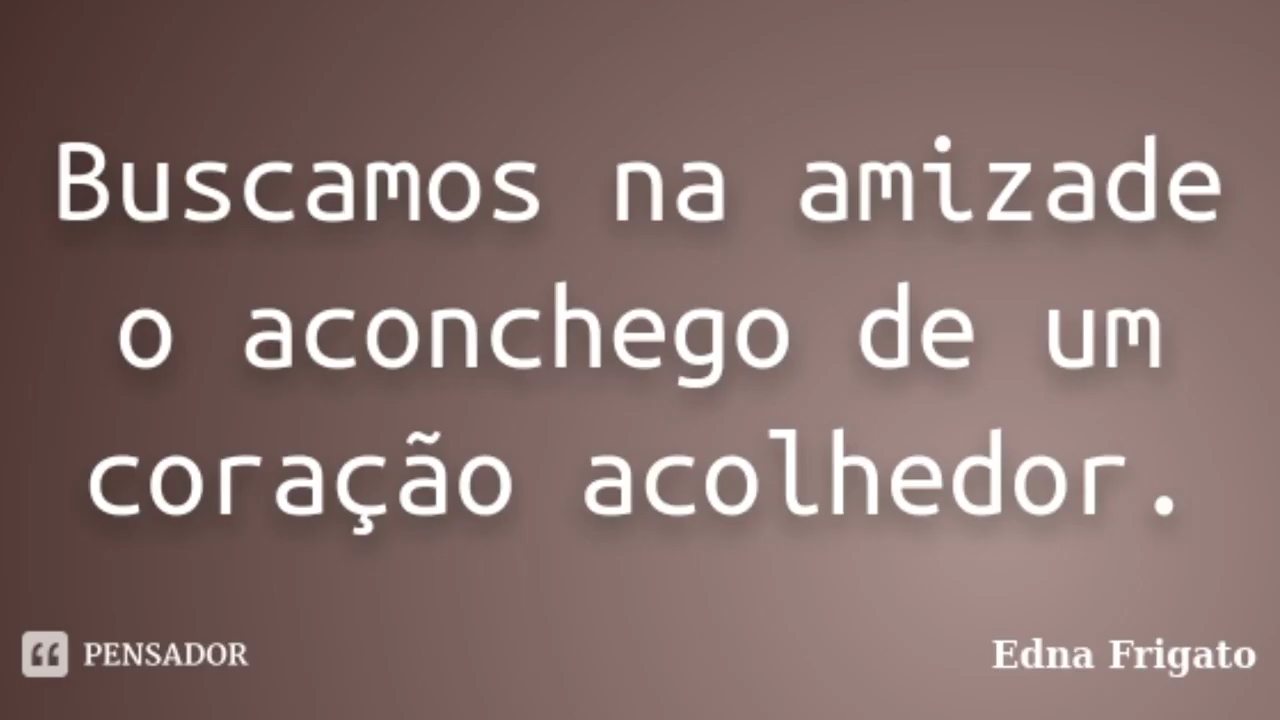 Buscamos na amizade
o aconchego de um
coração acolhedor.
PENSADOR
Edna Frigato